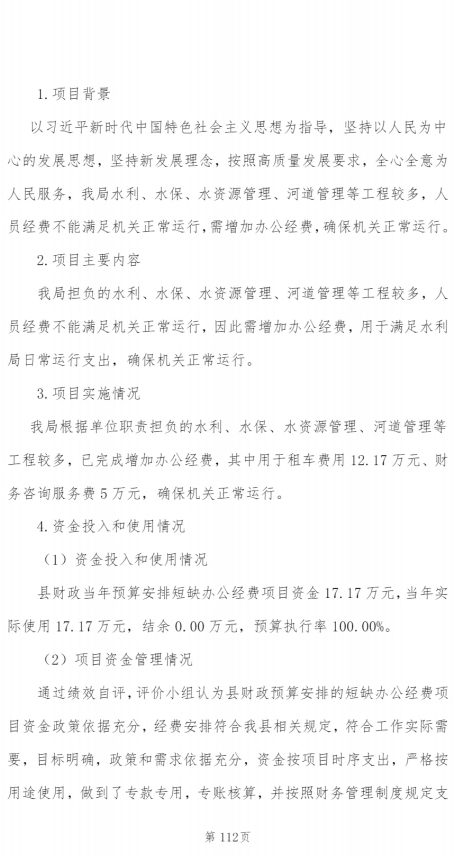 1.项目背景
以习近平新时代中国特色社会主义思想为指导，坚持以人民为中
心的发展思想，坚持新发展理念，按照高质量发展要求，全心全意为
人民服务，我局水利、水保、水资源管理、河道管理等工程较多，人
员经费不能满足机关正常运行，需增加办公经费，确保机关正常运行。
2.项目主要内容
我局担负的水利、水保、水资源管理、河道管理等工程较多，人
员经费不能满足机关正常运行，因此需增加办公经费，用于满足水利
局日常运行支出，确保机关正常运行。
3.项目实施情况
我局根据单位职责担负的水利、水保、水资源管理、河道管理等
工程较多，已完成增加办公经费，其中用于租车费用 12.17 万元、财
务咨询服务费 5 万元，确保机关正常运行。
4.资金投入和使用情况
（1）资金投入和使用情况
县财政当年预算安排短缺办公经费项目资金 17.17 万元，当年实
际使用 17.17 万元，结余 0.00 万元，预算执行率 100.00%。
（2）项目资金管理情况
通过绩效自评，评价小组认为县财政预算安排的短缺办公经费项
目资金政策依据充分，经费安排符合我县相关规定，符合工作实际需
要，目标明确，政策和需求依据充分，资金按项目时序支出，严格按
用途使用，做到了专款专用，专账核算，并按照财务管理制度规定支
第 112页